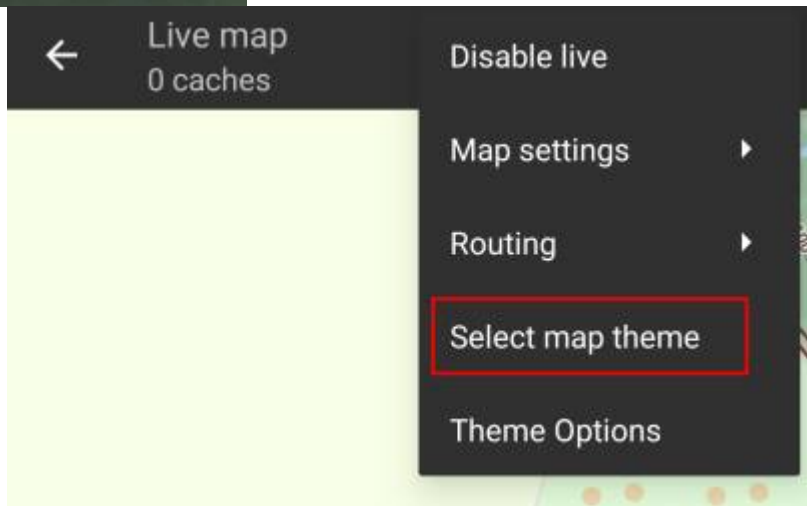 Live map
0 caches
Disable live
Map settings
Routing
Select map theme
Theme Options